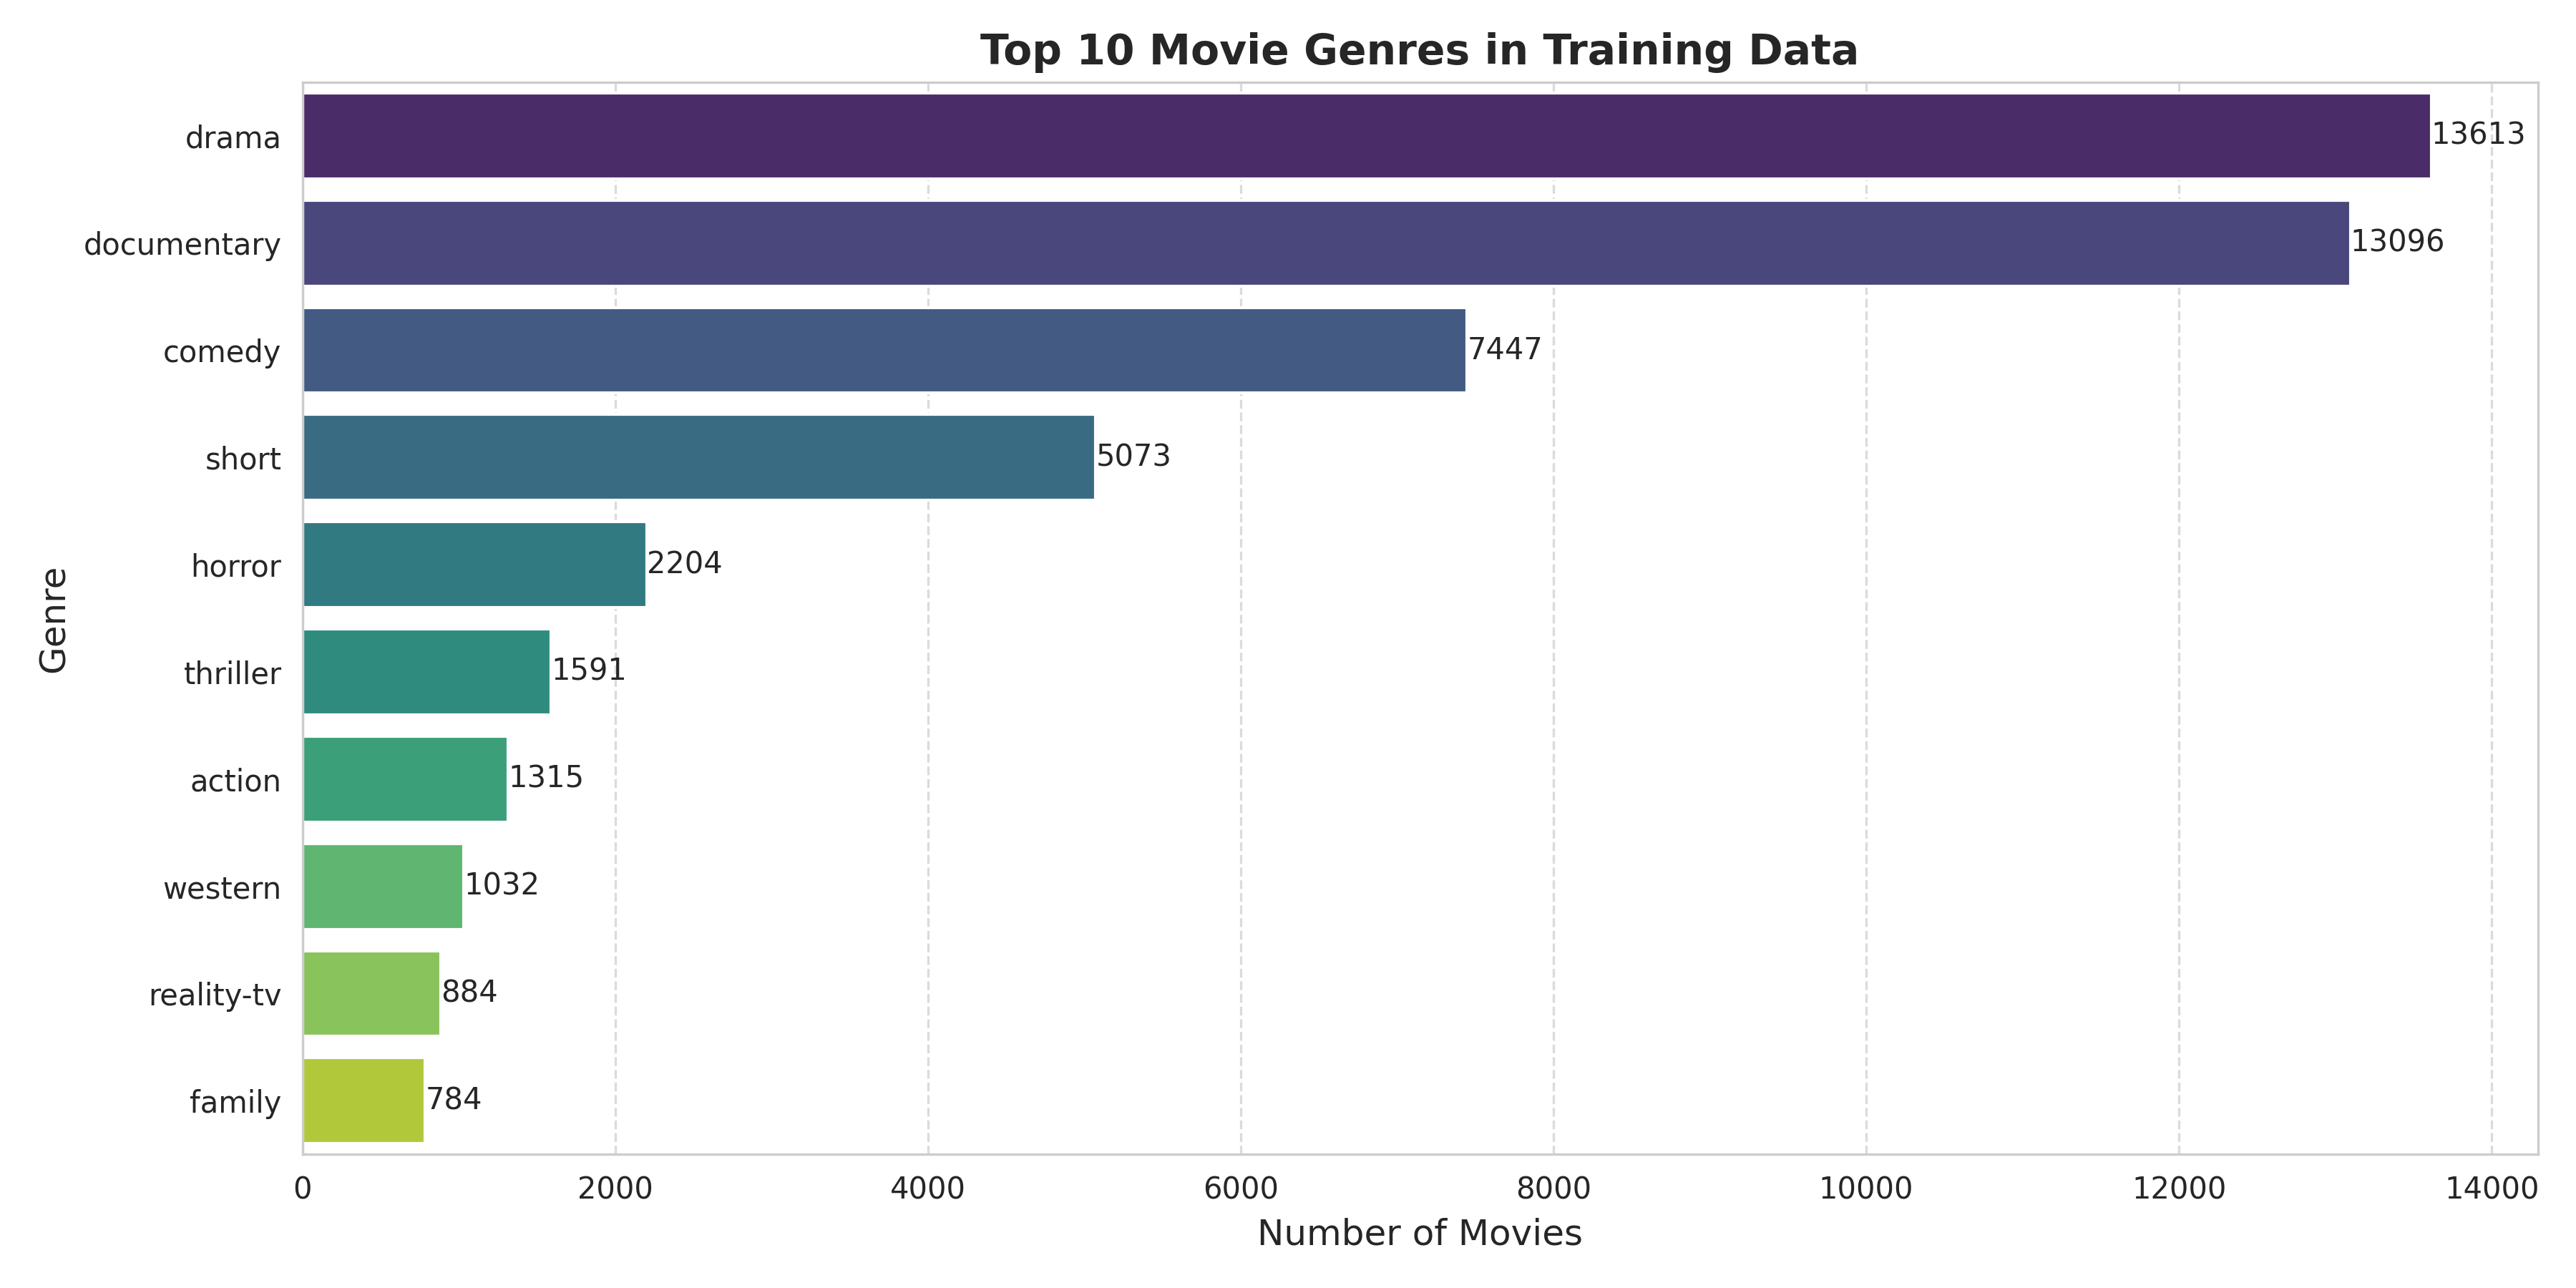 Top 10 Movie Genres in Training Data
drama 13613
documentary 13096
comedy 7447
short 5073
horror 2204
thriller 1591
action 1315
western 1032
reality-tv 884
family 784
Genre
0 2000 4000 6000 8000 10000 12000 14000
Number of Movies